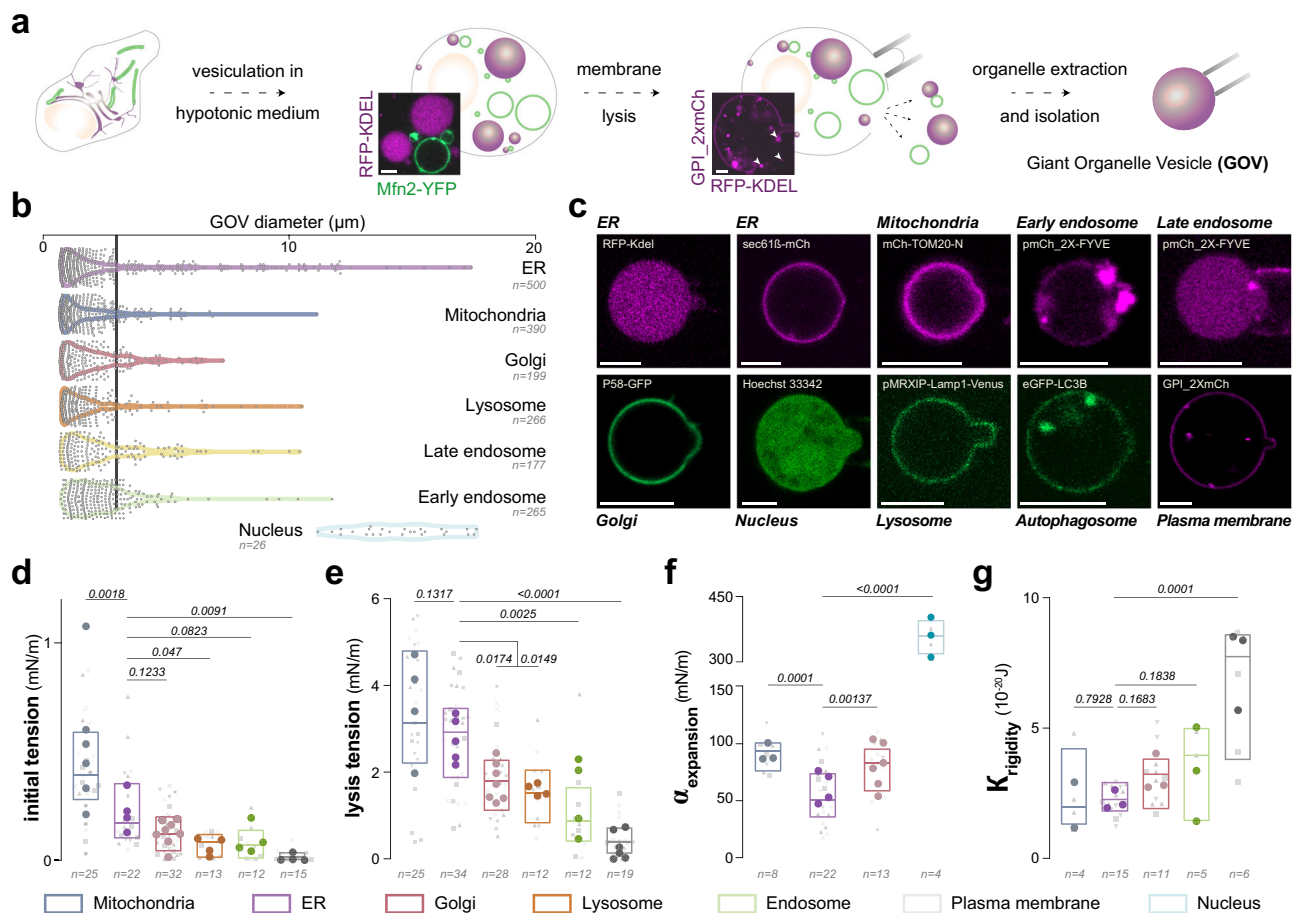 a
vesiculation in
hypotonic medium
RFP-KDEL
Mfn2-YFP
membrane
lysis
GPI_2xmCh
RFP-KDEL
organelle extraction
and isolation
Giant Organelle Vesicle (GOV)
b
GOV diameter (μm)
0 10 20
ER
n=500
Mitochondria
n=390
Golgi
n=199
Lysosome
n=266
Late endosome
n=177
Early endosome
n=265
Nucleus
n=26
c
ER ER Mitochondria Early endosome Late endosome
RFP-Kdel sec61ß-mCh mCh-TOM20-N pmCh_2X-FYVE pmCh_2X-FYVE
P58-GFP Hoechst 33342 pMRXIP-Lamp1-Venus eGFP-LC3B GPI_2XmCh
Golgi Nucleus Lysosome Autophagosome Plasma membrane
d
initial tension (mN/m)
1
0
0.0018
0.0091
0.0823
0.047
0.1233
n=25 n=22 n=32 n=13 n=12 n=15
e
lysis tension (mN/m)
6
4
2
0
0.1317
<0.0001
0.0025
0.0174 0.0149
n=25 n=34 n=28 n=12 n=12 n=19
f
α expansion (mN/m)
450
300
150
100
50
0
<0.0001
0.0001
0.00137
n=8 n=22 n=13 n=4
g
K rigidity (10-20J)
10
5
0
0.0001
0.1838
0.7928 0.1683
n=4 n=15 n=11 n=5 n=6
Mitochondria ER Golgi Lysosome Endosome Plasma membrane Nucleus